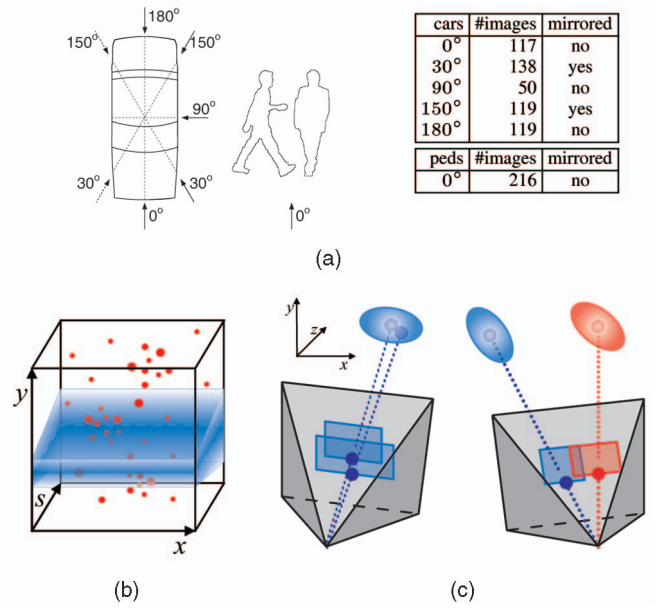 180°
150° 150°
90°
30° 30°
0° 0°
cars #images mirrored
0° 117 no
30° 138 yes
90° 50 no
150° 119 yes
180° 119 no
peds #images mirrored
0° 216 no
(a)
y
s
x
(b)
y
z
x
(c)